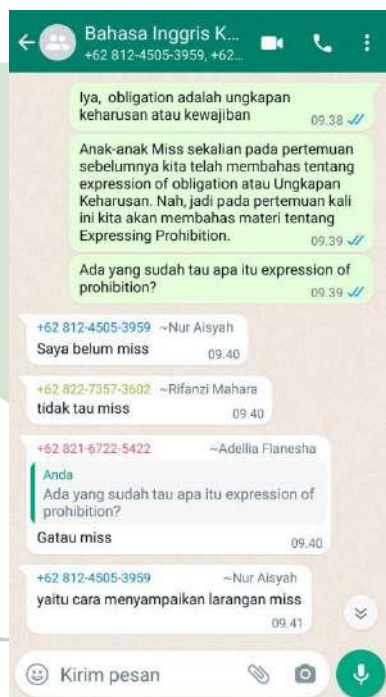 Bahasa Inggris K...
+62 812-4505-3959, +62...
Iya, obligation adalah ungkapan
keharusan atau kewajiban
09.38
Anak-anak Miss sekalian pada pertemuan
sebelumnya kita telah membahas tentang
expression of obligation atau Ungkapan
Keharusan. Nah, jadi pada pertemuan kali
ini kita akan membahas materi tentang
Expressing Prohibition.
09.39
Ada yang sudah tau apa itu expression of
prohibition?
09.39
+62 812-4505-3959 ~Nur Aisyah
Saya belum miss
09.40
+62 822-7357-3602 ~Rifanzi Mahara
tidak tau miss
09.40
+62 821-6722-5422 ~Adellia Flanesha
Anda
Ada yang sudah tau apa itu expression of
prohibition?
Gatau miss
09.40
+62 812-4505-3959 ~Nur Aisyah
yaitu cara menyampaikan larangan miss
09.41
Kirim pesan